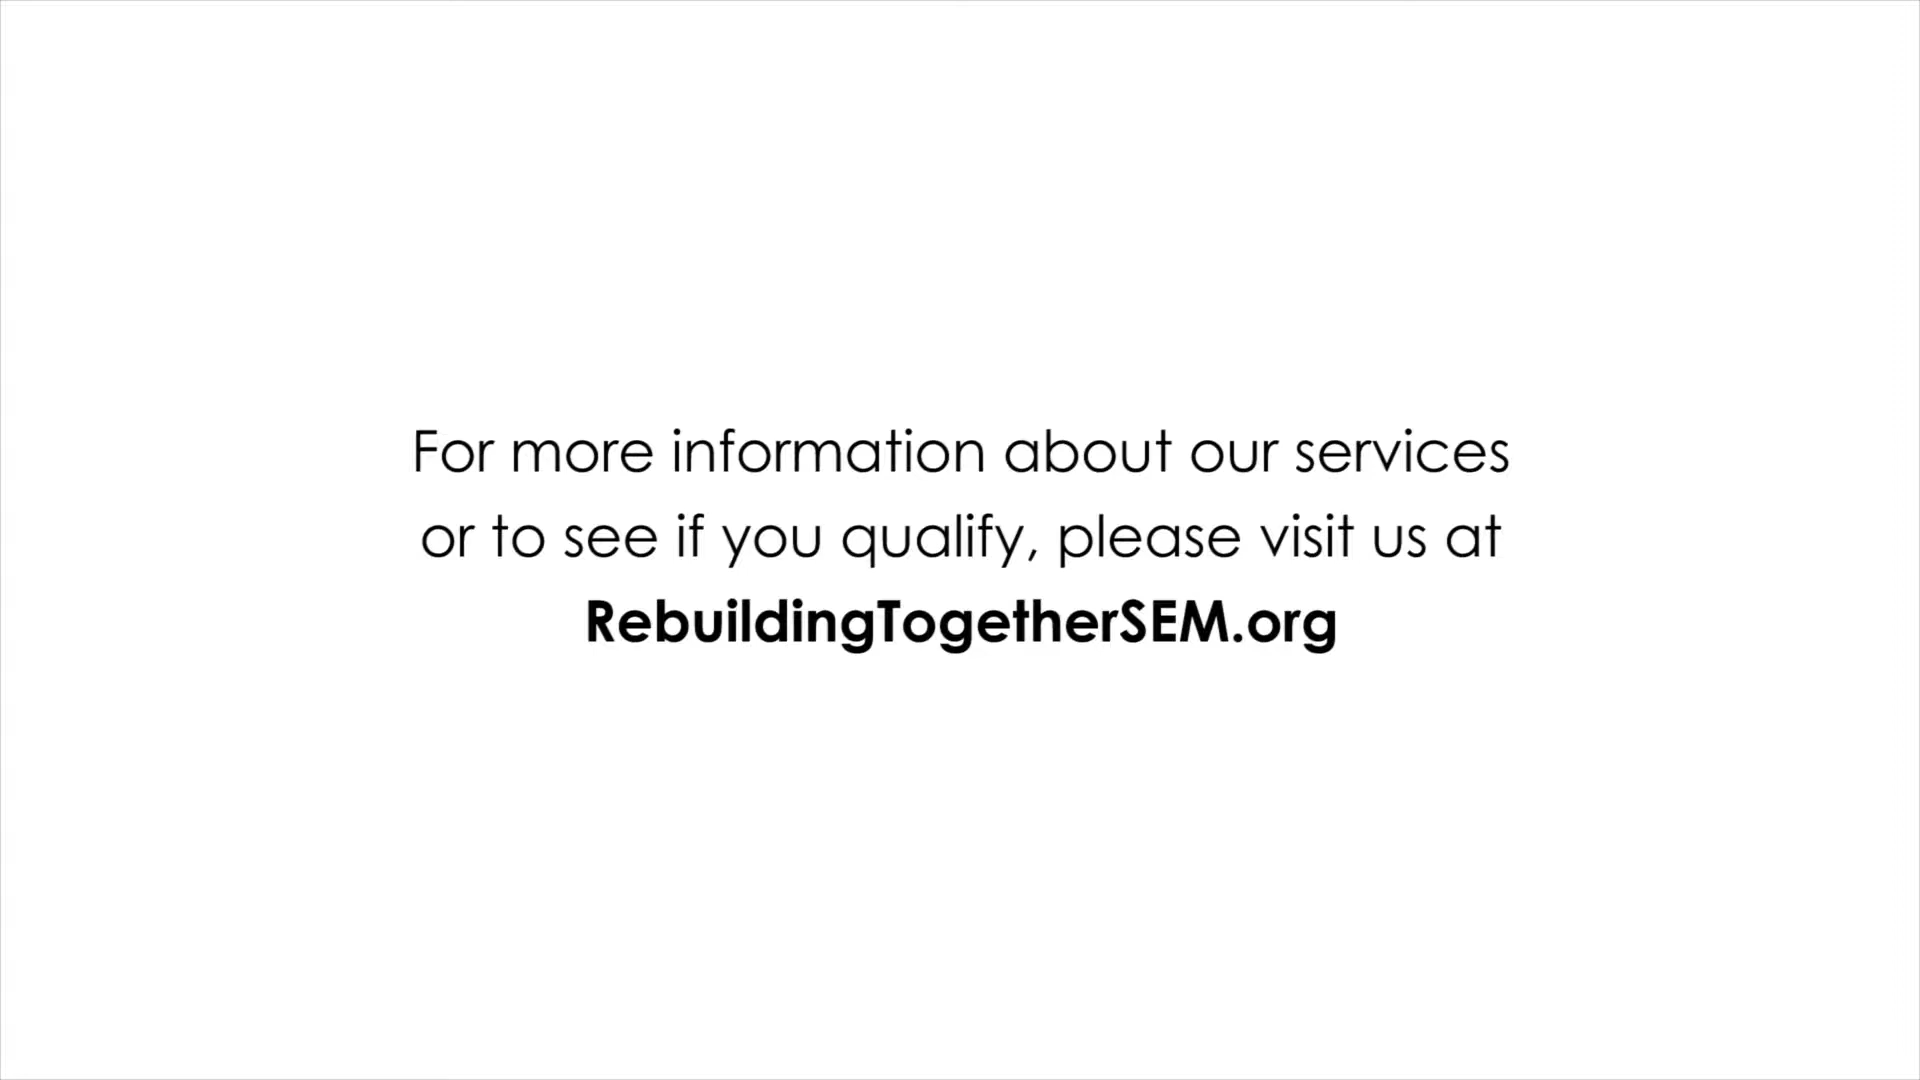 For more information about our services
or to see if you qualify, please visit us at
RebuildingTogetherSEM.org